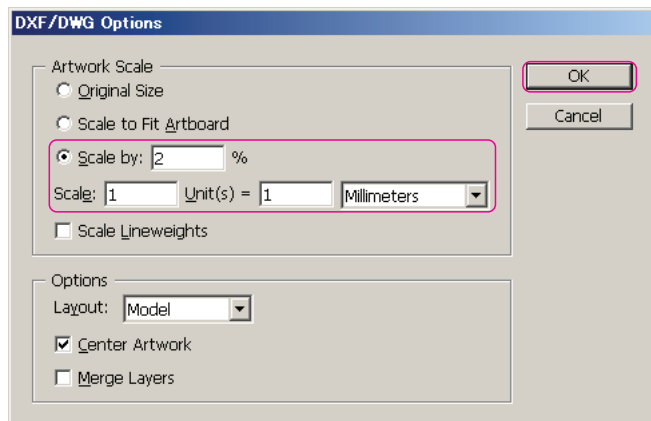 DXF/DWG Options
Artwork Scale
Original Size
Scale to Fit Artboard
Scale by: 2 %
Scale: 1 Unit(s) = 1 Millimeters
Scale Lineweights
OK
Cancel
Options
Layout: Model
Center Artwork
Merge Layers